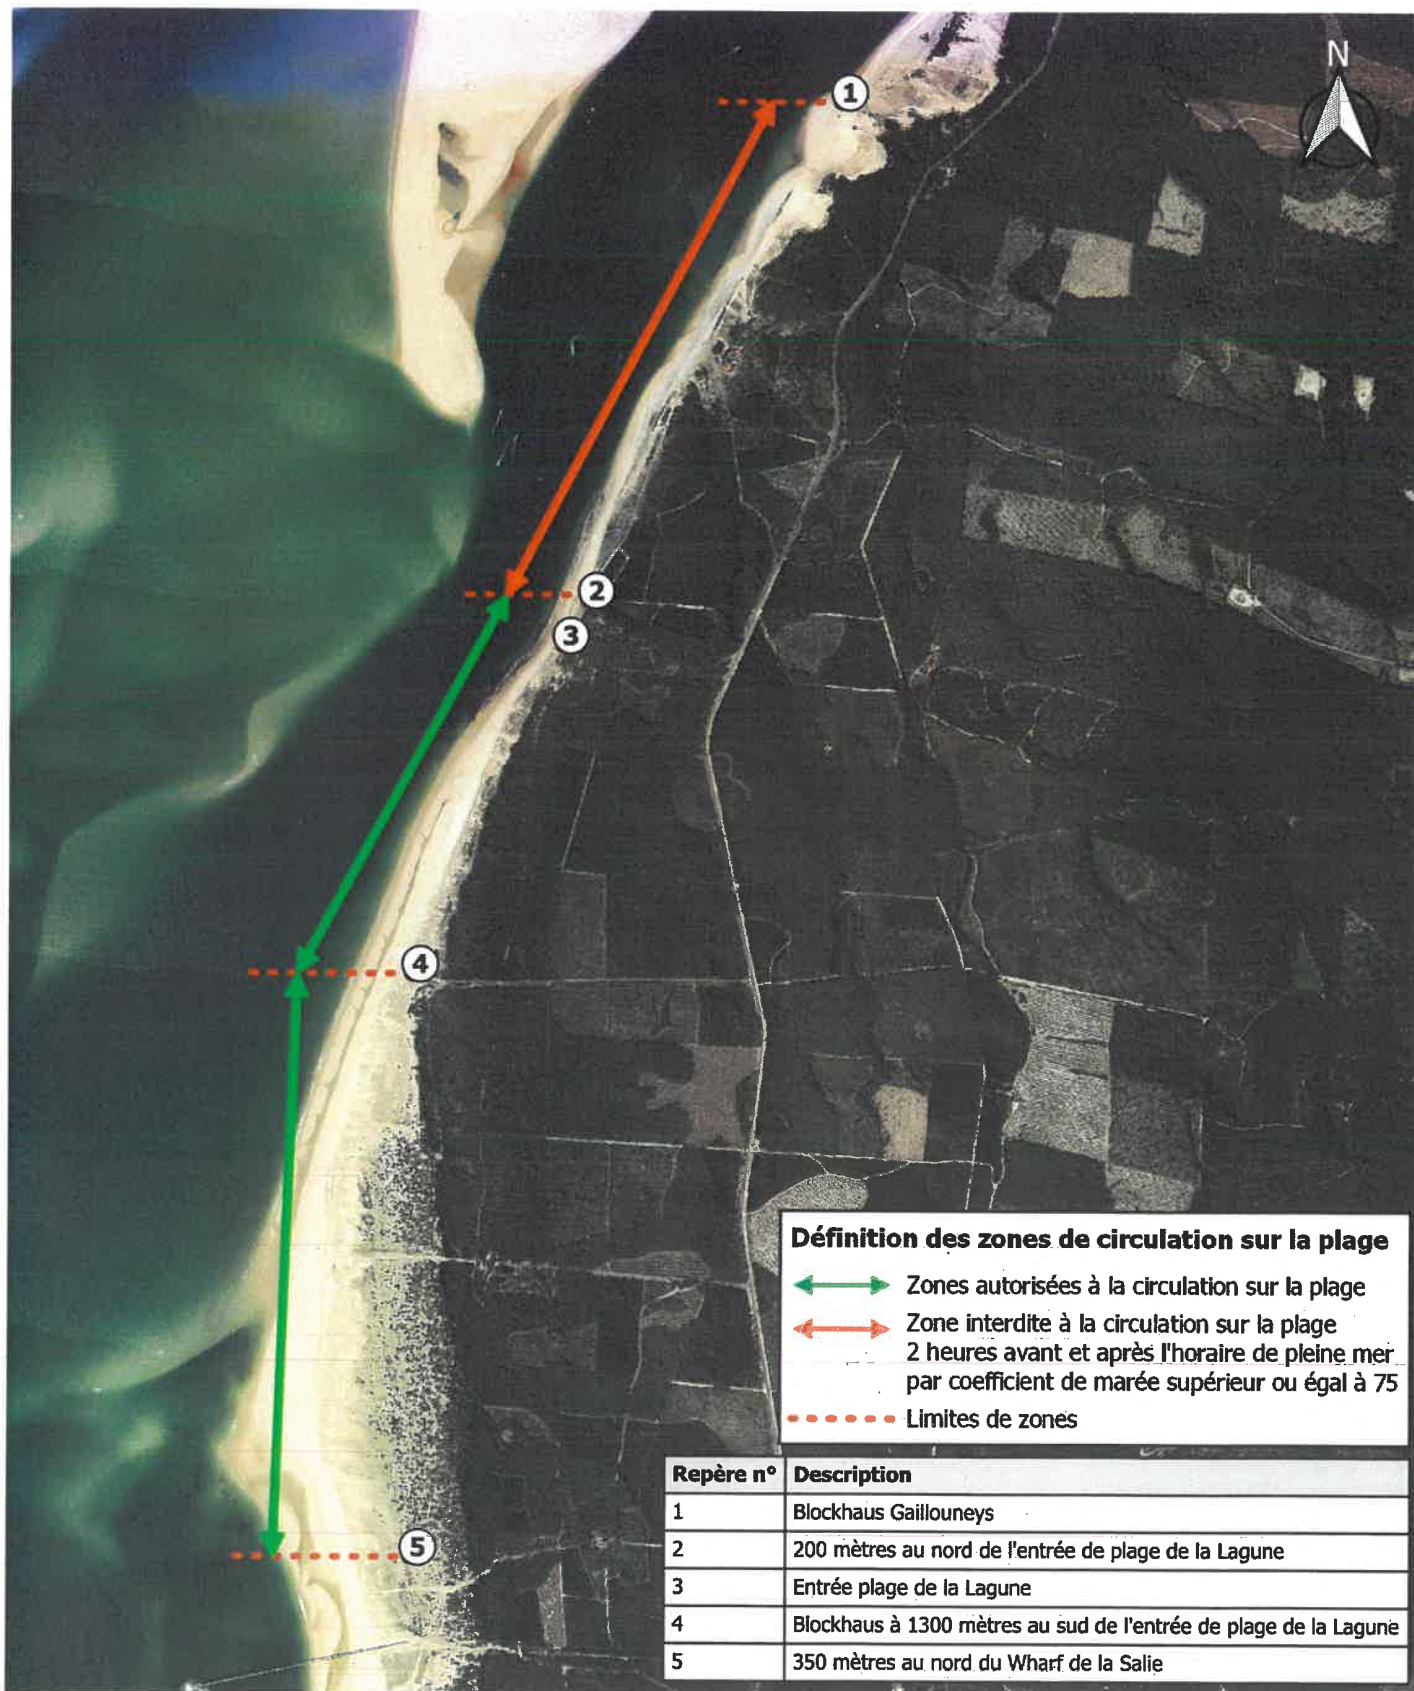 N
1
2
3
4
5
Définition des zones de circulation sur la plage
Zones autorisées à la circulation sur la plage
Zone interdite à la circulation sur la plage
2 heures avant et après l'horaire de pleine mer
par coefficient de marée supérieur ou égal à 75
Limites de zones
Repère n° Description
1 Blockhaus Gaillouneys
2 200 mètres au nord de l'entrée de plage de la Lagune
3 Entrée plage de la Lagune
4 Blockhaus à 1300 mètres au sud de l'entrée de plage de la Lagune
5 350 mètres au nord du Wharf de la Salie